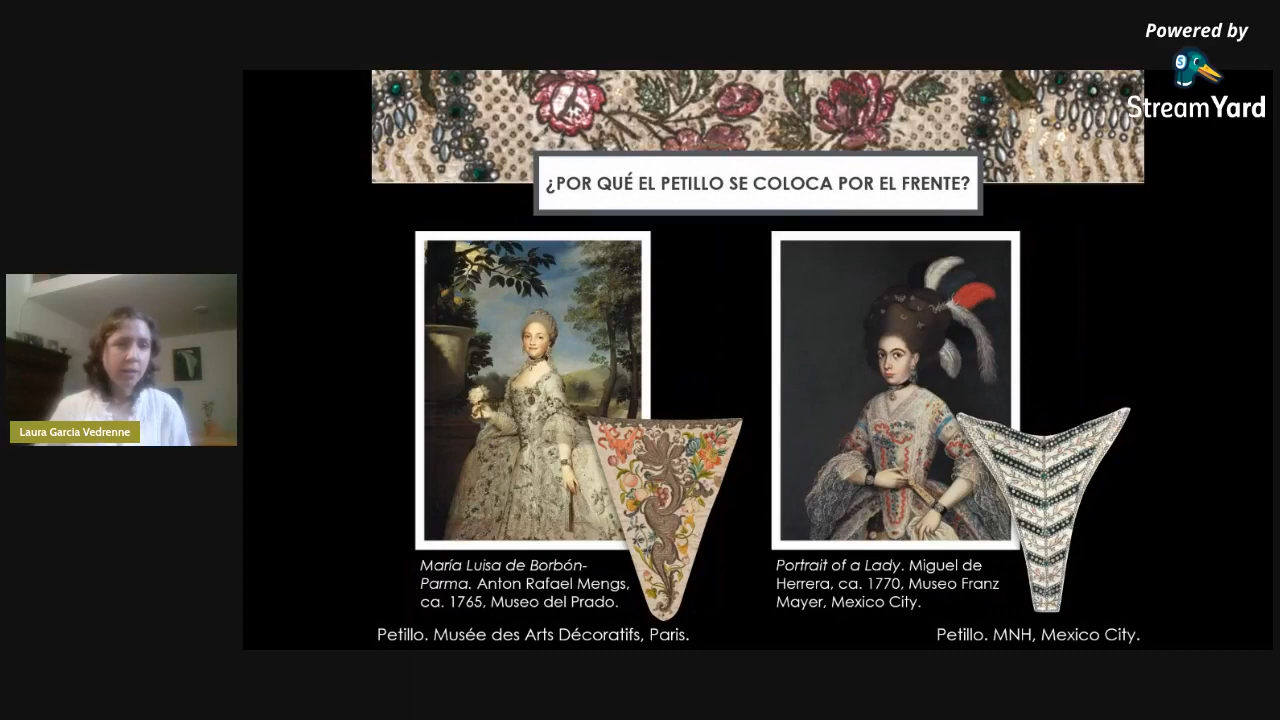 Powered by
StreamYard
¿POR QUÉ EL PETILLO SE COLOCA POR EL FRENTE?
Laura Garcia Vedrenne
María Luisa de Borbón-
Parma. Anton Rafael Mengs,
ca. 1765, Museo del Prado.
Petillo. Musée des Arts Décoratifs, Paris.
Portrait of a Lady. Miguel de
Herrera, ca. 1770, Museo Franz
Mayer, Mexico City.
Petillo. MNH, Mexico City.